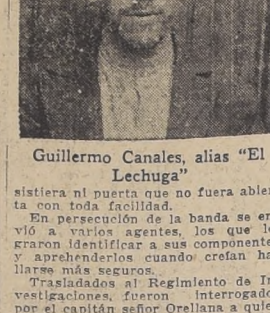 Guillermo Canales, alias "El
Lechuga"
sistiera ni puerta que no fuera abier
ta con toda facilidad.
En persecución de la banda se en
vió a varios agentes, los que l
graron identificar a sus componente
y aprehenderlos cuando creían ha
llarse más seguros.
Trasladados al Regimiento de In
vestigaciones, fueron interrogado
por el capitán señor Orellana a quie